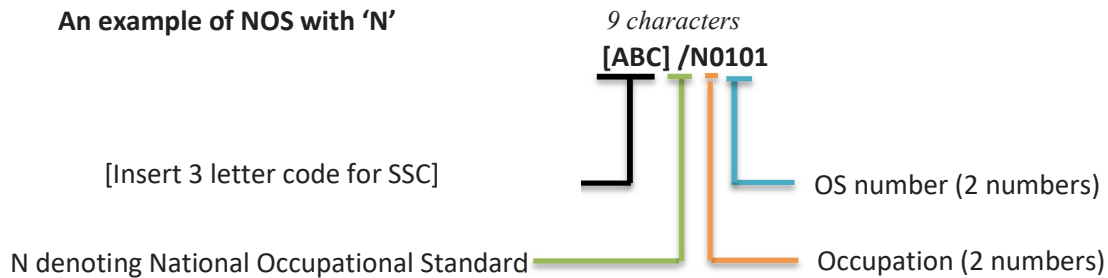 An example of NOS with ‘N’
9 characters
[ABC] /N0101
[Insert 3 letter code for SSC]
OS number (2 numbers)
N denoting National Occupational Standard
Occupation (2 numbers)